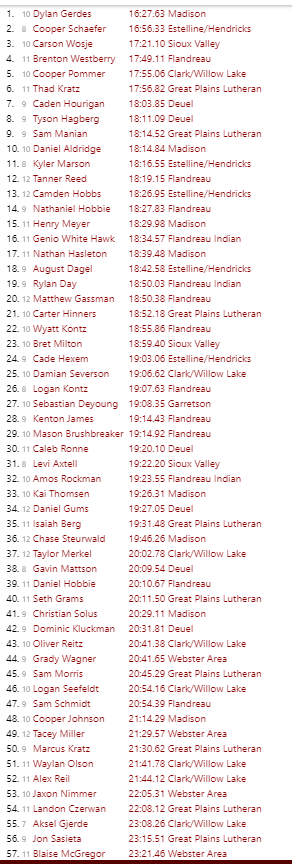 1. 10 Dylan Gerdes 16:27.63 Madison
2. 8 Cooper Schaefer 16:56.33 Estelline/Hendricks
3. 10 Carson Wosje 17:21.10 Sioux Valley
4. 11 Brenton Westberry 17:49.11 Flandreau
5. 10 Cooper Pommer 17:55.06 Clark/Willow Lake
6. 11 Thad Kratz 17:56.82 Great Plains Lutheran
7. 9 Caden Hourigan 18:03.85 Deuel
8. 9 Tyson Hagberg 18:11.09 Deuel
9. 9 Sam Manian 18:14.52 Great Plains Lutheran
10. 10 Daniel Aldridge 18:14.84 Madison
11. 8 Kyler Marson 18:16.55 Estelline/Hendricks
12. 12 Tanner Reed 18:19.15 Flandreau
13. 12 Camden Hobbs 18:26.95 Estelline/Hendricks
14. 9 Nathaniel Hobbie 18:27.83 Flandreau
15. 11 Henry Meyer 18:29.98 Madison
16. 11 Genio White Hawk 18:34.57 Flandreau Indian
17. 11 Nathan Hasleton 18:39.48 Madison
18. 9 August Dagel 18:42.58 Estelline/Hendricks
19. 9 Rylan Day 18:50.03 Flandreau Indian
20. 12 Matthew Gassman 18:50.38 Flandreau
21. 10 Carter Hinners 18:52.18 Great Plains Lutheran
22. 10 Wyatt Kontz 18:55.86 Flandreau
23. 10 Bret Milton 18:59.40 Sioux Valley
24. 9 Cade Hexem 19:03.06 Estelline/Hendricks
25. 10 Damian Severson 19:06.62 Clark/Willow Lake
26. 8 Logan Kontz 19:07.63 Flandreau
27. 10 Sebastian Deyoung 19:08.35 Garretson
28. 9 Kenton James 19:14.43 Flandreau
29. 10 Mason Brushbreaker 19:14.92 Flandreau
30. 11 Caleb Ronne 19:20.10 Deuel
31. 8 Levi Axtell 19:22.20 Sioux Valley
32. 10 Amos Rockman 19:23.55 Flandreau Indian
33. 10 Kai Thomsen 19:26.31 Madison
34. 12 Daniel Gums 19:27.05 Deuel
35. 11 Isaiah Berg 19:31.48 Great Plains Lutheran
36. 12 Chase Steurwald 19:46.26 Madison
37. 12 Taylor Merkel 20:02.78 Clark/Willow Lake
38. 8 Gavin Mattson 20:09.54 Deuel
39. 11 Daniel Hobbie 20:10.67 Flandreau
40. 11 Seth Grams 20:11.50 Great Plains Lutheran
41. 9 Christian Solus 20:29.11 Madison
42. 9 Dominic Kluckman 20:31.81 Deuel
43. 10 Oliver Reitz 20:41.38 Clark/Willow Lake
44. 9 Grady Wagner 20:41.65 Webster Area
45. 9 Sam Morris 20:45.29 Great Plains Lutheran
46. 10 Logan Seefeldt 20:54.16 Clark/Willow Lake
47. 9 Sam Schmidt 20:54.39 Flandreau
48. 10 Cooper Johnson 21:14.29 Madison
49. 12 Tacey Miller 21:29.57 Webster Area
50. 9 Marcus Kratz 21:30.62 Great Plains Lutheran
51. 11 Waylan Olson 21:41.78 Clark/Willow Lake
52. 11 Alex Reil 21:44.12 Clark/Willow Lake
53. 10 Jaxon Nimmer 22:05.31 Webster Area
54. 11 Landon Czerwan 22:08.12 Great Plains Lutheran
55. 7 Aksel Gjerde 23:08.26 Clark/Willow Lake
56. 9 Jon Sasieta 23:15.51 Great Plains Lutheran
57. 11 Blaise McGregor 23:21.46 Webster Area